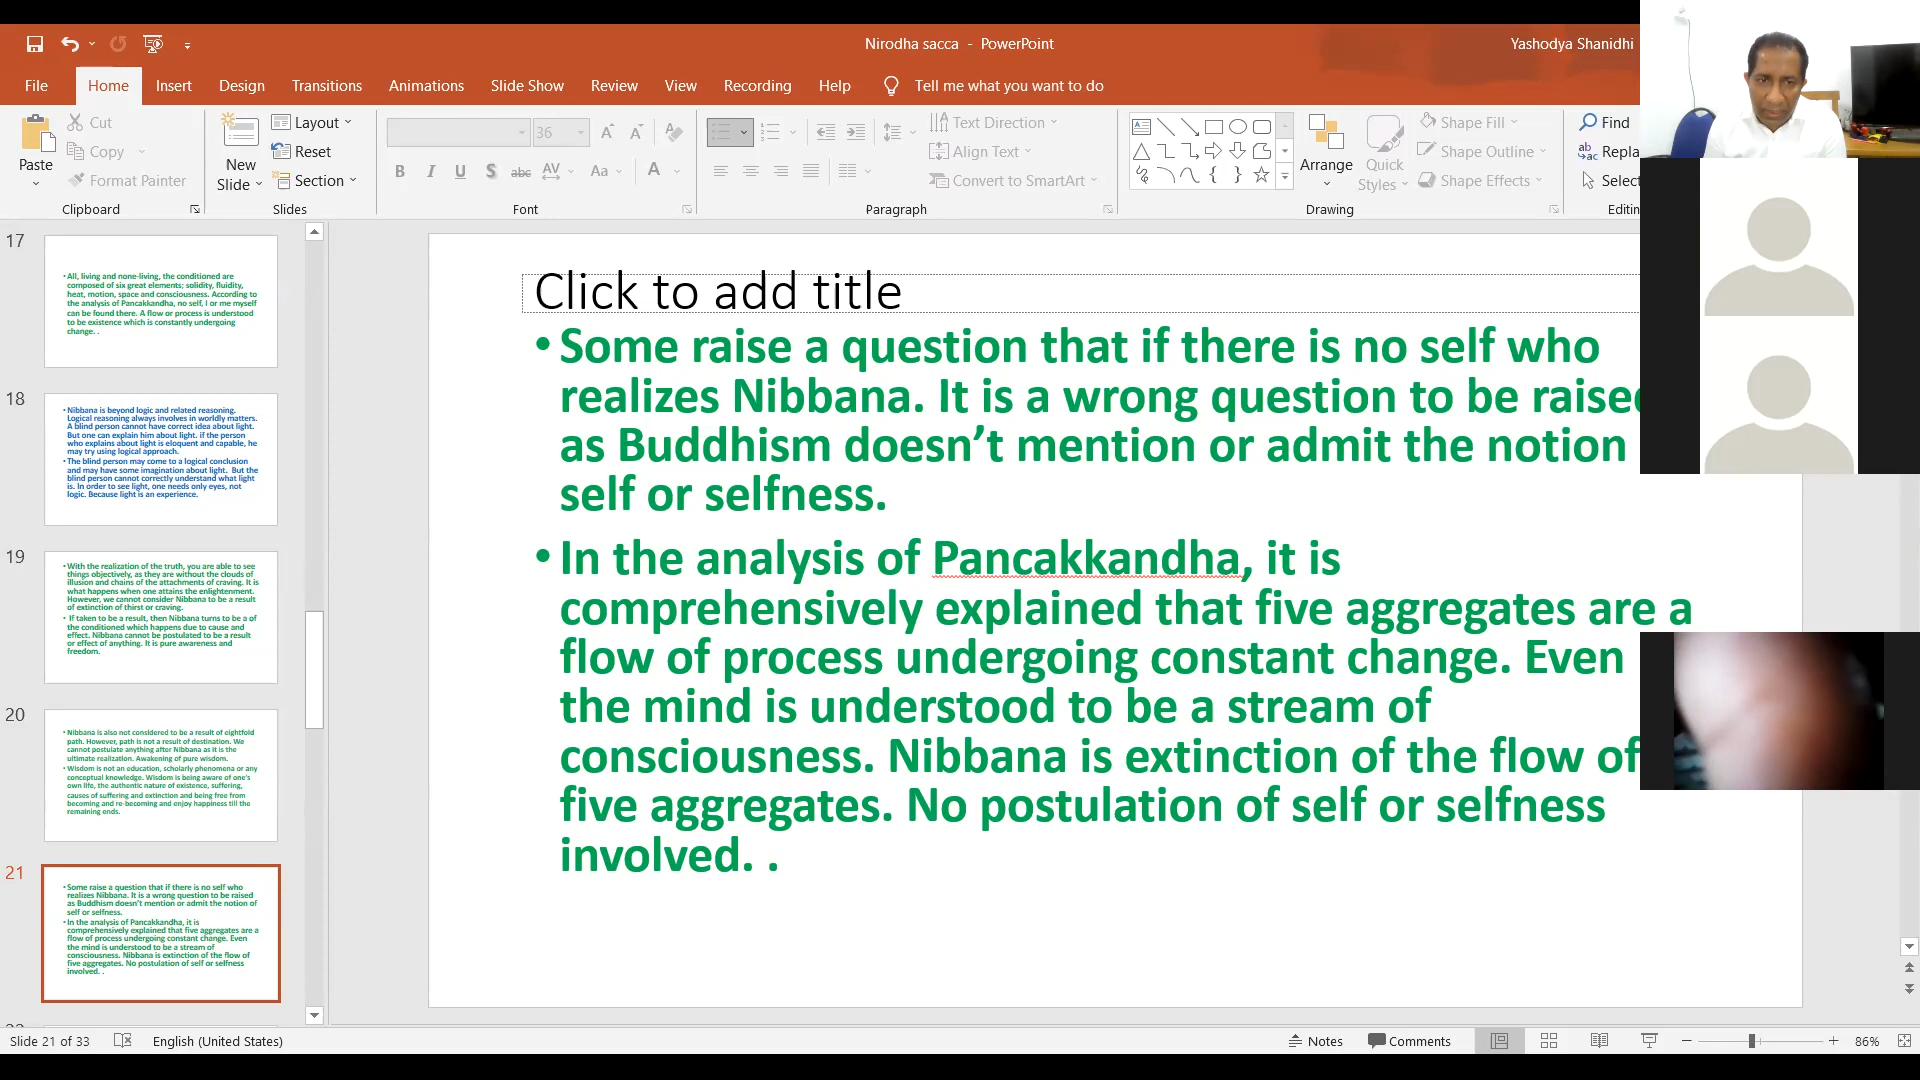 Nirodha sacca - PowerPoint
Yashodya Shanidhi
File Home Insert Design Transitions Animations Slide Show Review View Recording Help Tell me what you want to do
Paste
Cut
Copy
Format Painter
Clipboard
New
Slide
Layout
Reset
Section
Slides
36
Font
Text Direction
Align Text
Convert to SmartArt
Paragraph
Arrange
Quick
Styles
Shape Fill
Shape Outline
Shape Effects
Drawing
Find
Repla
Select
Editin
17
• All, living and none-living, the conditioned are
composed of six great elements; solidity, fluidity,
heat, motion, space and consciousness. According to
the analysis of Pancakkandha, no self, I or me myself
can be found there. A flow or process is understood
to be existence which is constantly undergoing
change. .
18
• Nibbana is beyond logic and related reasoning.
Logical reasoning always involves in worldly matters.
A blind person cannot have correct idea about light.
But one can explain him about light. if the person
who explains about light is eloquent and capable, he
may try using logical approach.
• The blind person may come to a logical conclusion
and may have some imagination about light. But the
blind person cannot correctly understand what light
is. In order to see light, one needs only eyes, not
logic. Because light is an experience.
19
• With the realization of the truth, you are able to see
things objectively, as they are without the clouds of
illusion and chains of the attachments of craving. It is
what happens when one attains the enlightenment.
However, we cannot consider Nibbana to be a result
of extinction of thirst or craving.
• If taken to be a result, then Nibbana turns to be a of
the conditioned which happens due to cause and
effect. Nibbana cannot be postulated to be a result
or effect of anything. It is pure awareness and
freedom.
20
• Nibbana is also not considered to be a result of eightfold
path. However, path is not a result of destination. We
cannot postulate anything after Nibbana as it is the
ultimate realization. Awakening of pure wisdom.
• Wisdom is not an education, scholarly phenomena or any
conceptual knowledge. Wisdom is being aware of one's
own life, the authentic nature of existence, suffering,
causes of suffering and extinction and being free from
becoming and re-becoming and enjoy happiness till the
remaining ends.
21
• Some raise a question that if there is no self who
realizes Nibbana. It is a wrong question to be raised
as Buddhism doesn't mention or admit the notion of
self or selfness.
• In the analysis of Pancakkandha, it is
comprehensively explained that five aggregates are a
flow of process undergoing constant change. Even
the mind is understood to be a stream of
consciousness. Nibbana is extinction of the flow of
five aggregates. No postulation of self or selfness
involved. .
Click to add title
• Some raise a question that if there is no self who
realizes Nibbana. It is a wrong question to be raised
as Buddhism doesn’t mention or admit the notion
self or selfness.
• In the analysis of Pancakkandha, it is
comprehensively explained that five aggregates are a
flow of process undergoing constant change. Even
the mind is understood to be a stream of
consciousness. Nibbana is extinction of the flow of
five aggregates. No postulation of self or selfness
involved. .
Slide 21 of 33 English (United States) Notes Comments 86%